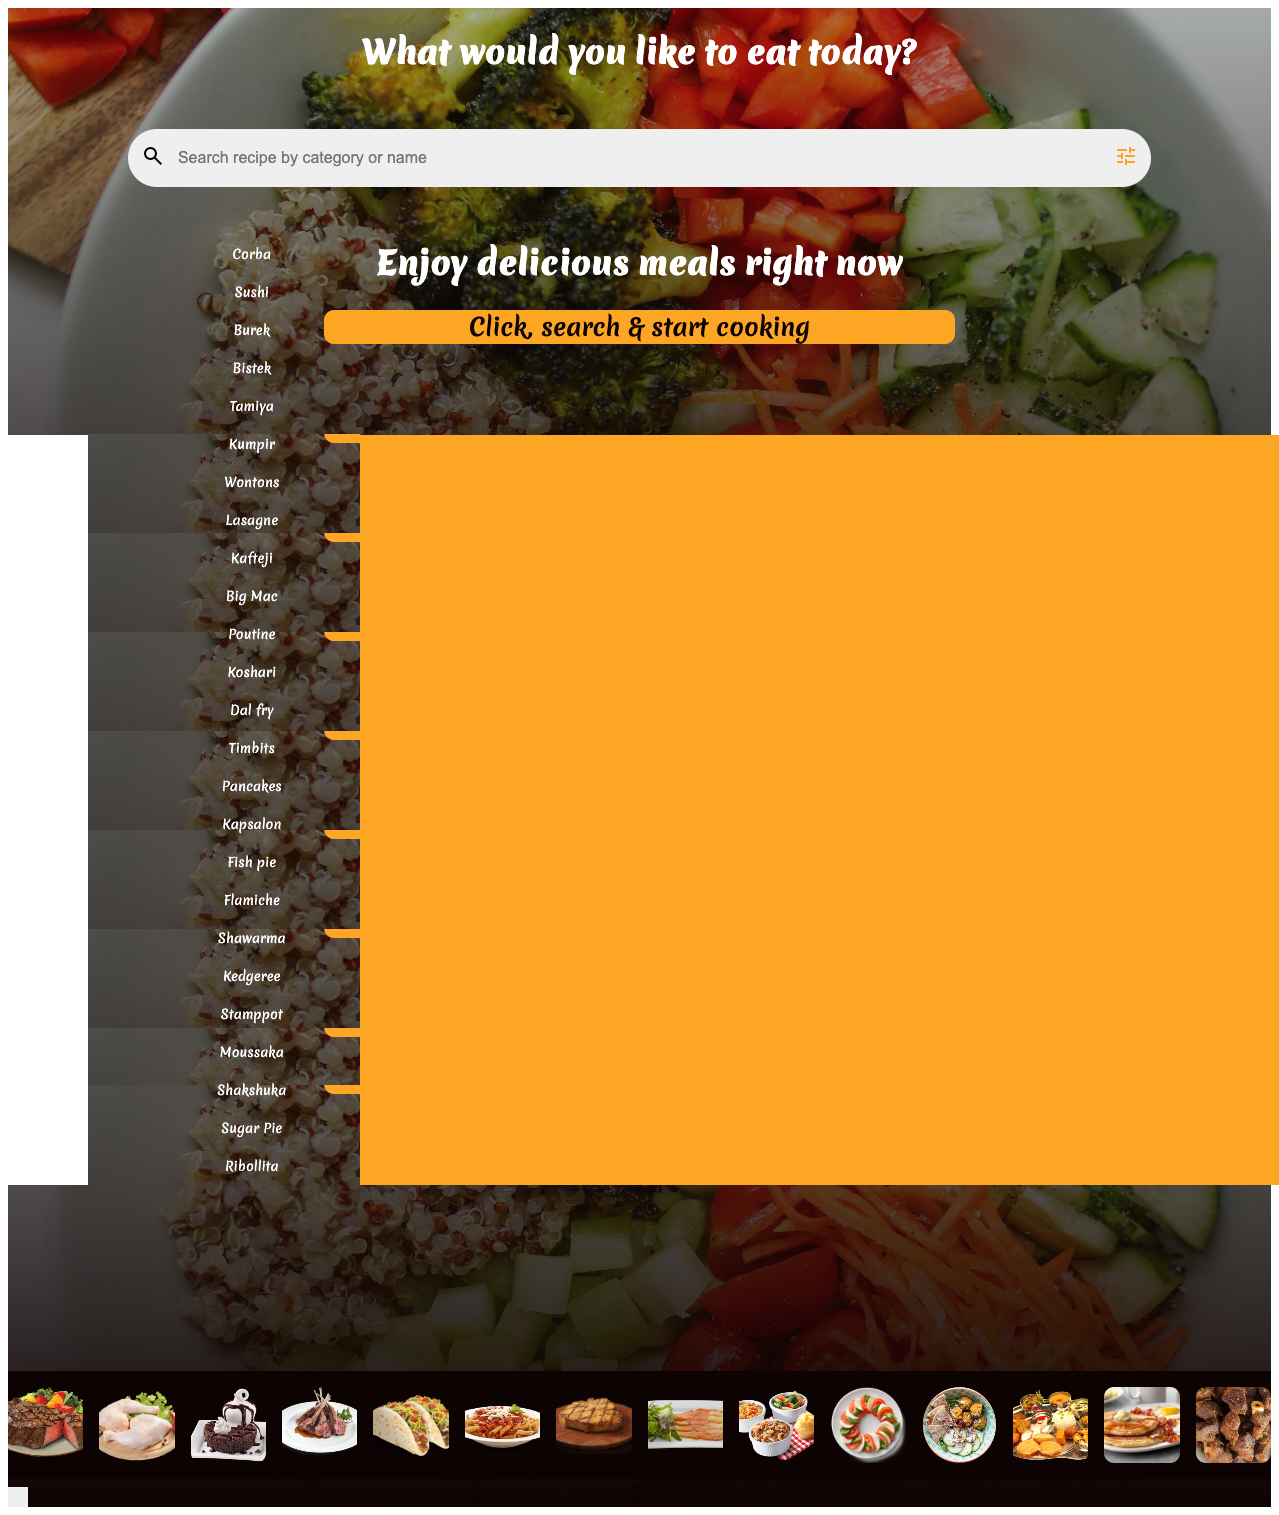 What would you like to eat today?
Search recipe by category or name
Enjoy delicious meals right now
Click, search & start cooking
Corba
Sushi
Burek
Bistek
Tamiya
Kumpir
Wontons
Lasagne
Kafteji
Big Mac
Poutine
Koshari
Dal fry
Timbits
Pancakes
Kapsalon
Fish pie
Flamiche
Shawarma
Kedgeree
Stamppot
Moussaka
Shakshuka
Sugar Pie
Ribollita